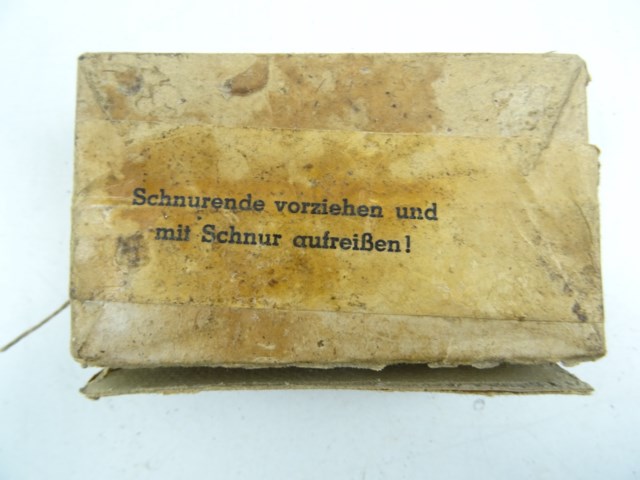 Schnurende vorziehen und
mit Schnur aufreißen!